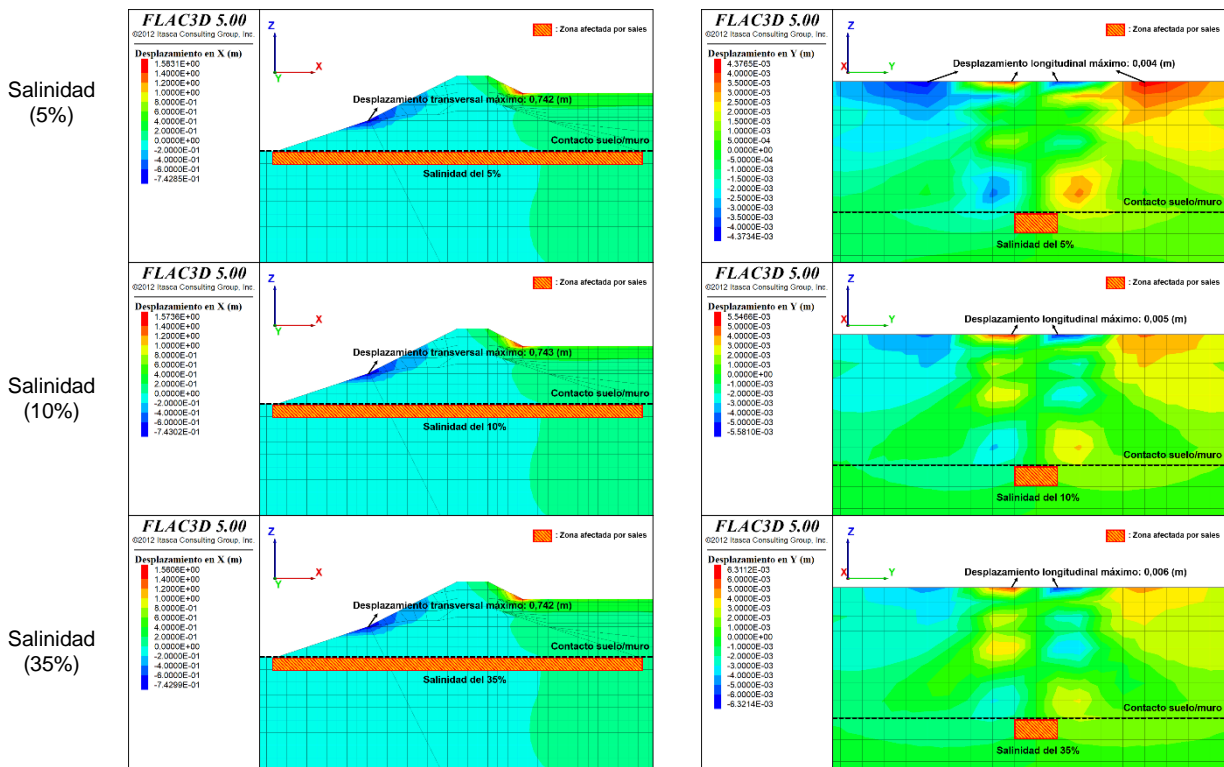 Salinidad
(5%)
FLAC3D 5.00
©2012 Itasca Consulting Group, Inc.
Desplazamiento en X (m)
1.5831E+00
1.4000E+00
1.2000E+00
1.0000E+00
8.0000E-01
6.0000E-01
4.0000E-01
2.0000E-01
0.0000E+00
-2.0000E-01
-4.0000E-01
-6.0000E-01
-7.4285E-01
Z
X
Y
: Zona afectada por sales
Desplazamiento transversal máximo: 0,742 (m)
Contacto suelo/muro
Salinidad del 5%
FLAC3D 5.00
©2012 Itasca Consulting Group, Inc.
Desplazamiento en Y (m)
4.3765E-03
4.0000E-03
3.5000E-03
2.5000E-03
1.5000E-03
5.0000E-04
0.0000E+00
-5.0000E-04
-1.5000E-03
-2.5000E-03
-3.0000E-03
-3.5000E-03
-4.0000E-03
-4.3734E-03
Z
X
Y
: Zona afectada por sales
Desplazamiento longitudinal máximo: 0,004 (m)
Contacto suelo/muro
Salinidad del 5%
Salinidad
(10%)
FLAC3D 5.00
©2012 Itasca Consulting Group, Inc.
Desplazamiento en X (m)
1.5736E+00
1.4000E+00
1.2000E+00
1.0000E+00
8.0000E-01
6.0000E-01
4.0000E-01
2.0000E-01
0.0000E+00
-2.0000E-01
-4.0000E-01
-6.0000E-01
-7.4302E-01
Z
X
Y
: Zona afectada por sales
Desplazamiento transversal máximo: 0,743 (m)
Contacto suelo/muro
Salinidad del 10%
FLAC3D 5.00
©2012 Itasca Consulting Group, Inc.
Desplazamiento en Y (m)
5.5466E-03
5.0000E-03
4.0000E-03
3.0000E-03
2.0000E-03
1.0000E-03
0.0000E+00
-1.0000E-03
-2.0000E-03
-3.0000E-03
-4.0000E-03
-5.0000E-03
-5.5810E-03
Z
X
Y
: Zona afectada por sales
Desplazamiento longitudinal máximo: 0,005 (m)
Contacto suelo/muro
Salinidad del 10%
Salinidad
(35%)
FLAC3D 5.00
©2012 Itasca Consulting Group, Inc.
Desplazamiento en X (m)
1.5806E+00
1.4000E+00
1.2000E+00
1.0000E+00
8.0000E-01
6.0000E-01
4.0000E-01
2.0000E-01
0.0000E+00
-2.0000E-01
-4.0000E-01
-6.0000E-01
-7.4299E-01
Z
X
Y
: Zona afectada por sales
Desplazamiento transversal máximo: 0,742 (m)
Contacto suelo/muro
Salinidad del 35%
FLAC3D 5.00
©2012 Itasca Consulting Group, Inc.
Desplazamiento en Y (m)
6.3112E-03
6.0000E-03
5.0000E-03
4.0000E-03
3.0000E-03
2.0000E-03
1.0000E-03
0.0000E+00
-1.0000E-03
-2.0000E-03
-3.0000E-03
-4.0000E-03
-5.0000E-03
-6.0000E-03
-6.3214E-03
Z
X
Y
: Zona afectada por sales
Desplazamiento longitudinal máximo: 0,006 (m)
Contacto suelo/muro
Salinidad del 35%